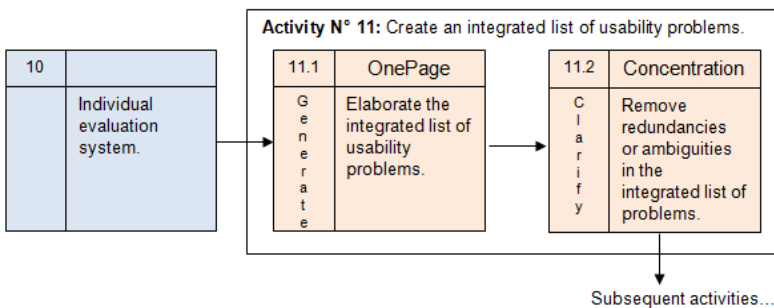 Activity N° 11: Create an integrated list of usability problems.
10
Individual
evaluation
system.
11.1 OnePage
Generate
Elaborate the
integrated list of
usability
problems.
11.2 Concentration
Clarify
Remove
redundancies
or ambiguities
in the
integrated list of
problems.
Subsequent activities...